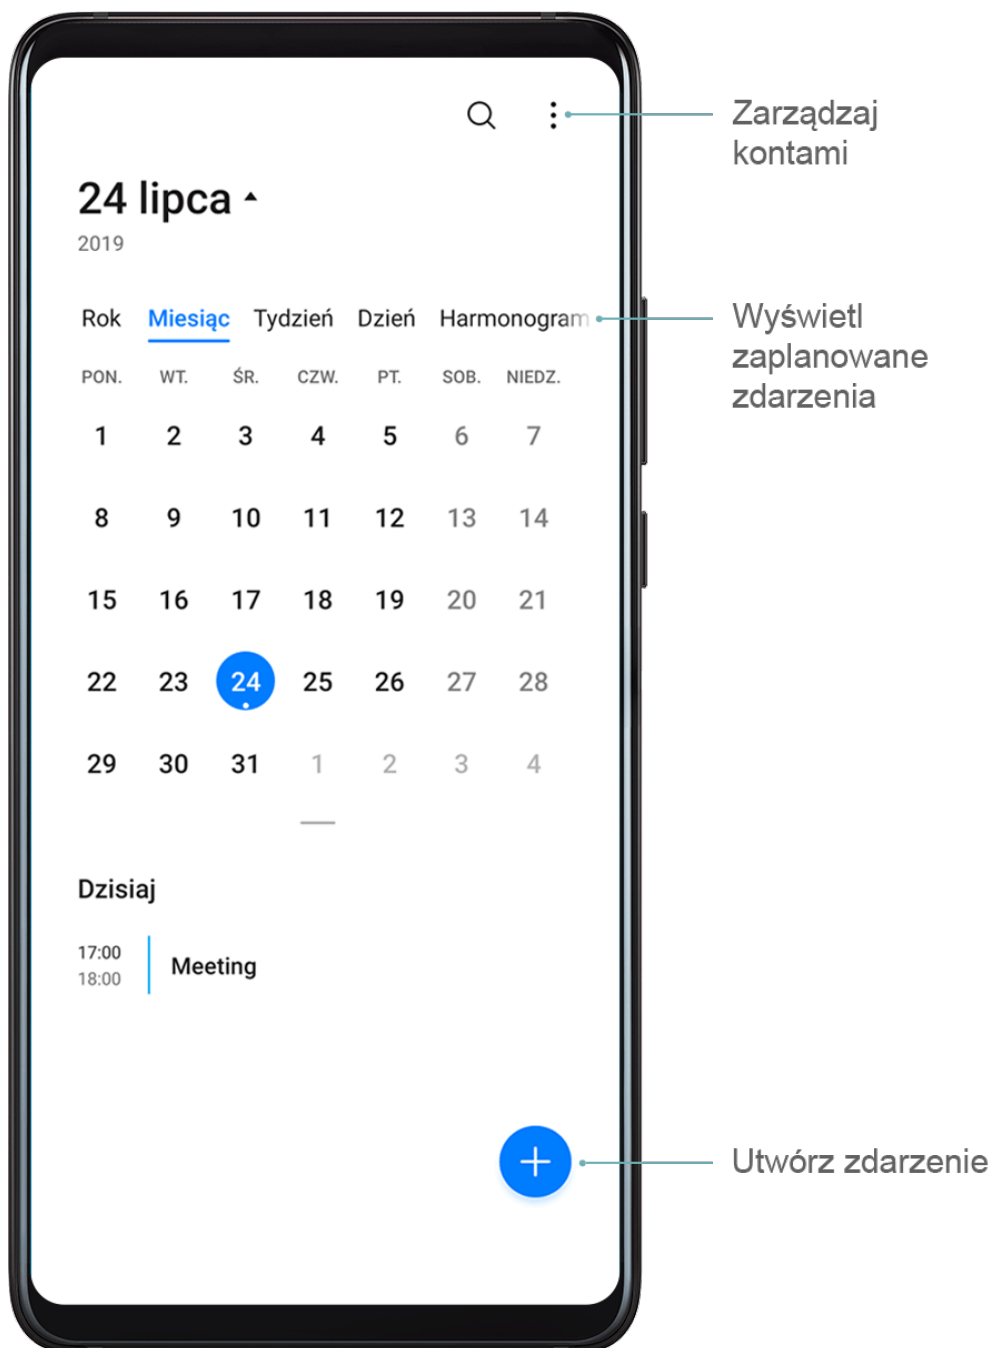 Zarządzaj
kontami
24 lipca
2019
Rok Miesiąc Tydzień Dzień Harmonogram
Wyświetl
zaplanowane
zdarzenia
PON. WT. ŚR. CZW. PT. SOB. NIEDZ.
1 2 3 4 5 6 7
8 9 10 11 12 13 14
15 16 17 18 19 20 21
22 23 24 25 26 27 28
29 30 31 1 2 3 4
Dzisiaj
17:00
18:00
Meeting
Utwórz zdarzenie